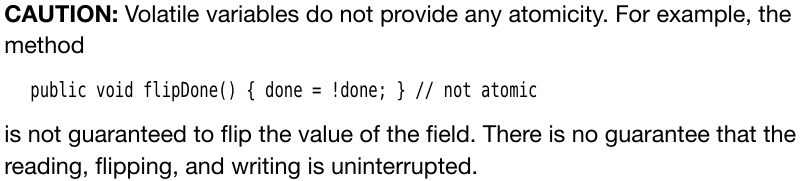 CAUTION: Volatile variables do not provide any atomicity. For example, the
method
public void flipDone() { done = !done; } // not atomic
is not guaranteed to flip the value of the field. There is no guarantee that the
reading, flipping, and writing is uninterrupted.